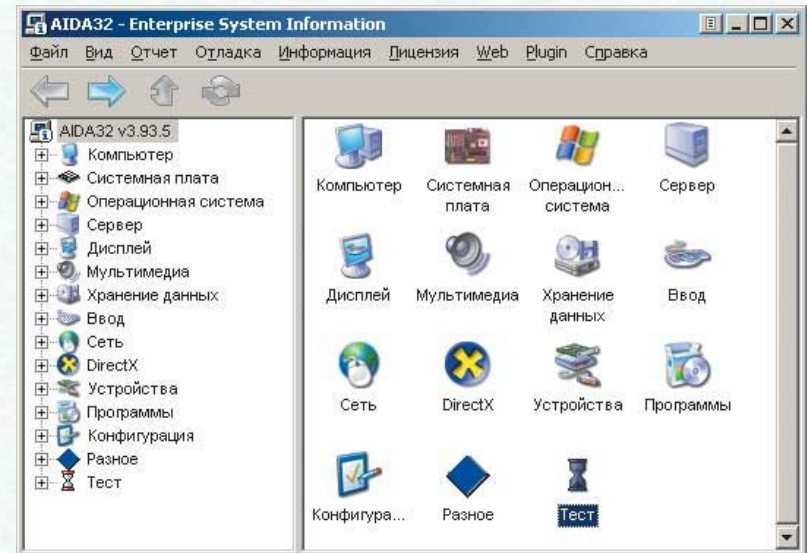 AIDA32 - Enterprise System Information
Файл Вид Отчет Отладка Информация Лицензия Web Plugin Справка
AIDA32 v3.93.5
Компьютер
Системная плата
Операционная система
Сервер
Дисплей
Мультимедиа
Хранение данных
Ввод
Сеть
DirectX
Устройства
Программы
Конфигурация
Разное
Тест
Компьютер Системная Операцион... Сервер
плата система
Дисплей Мультимедиа Хранение Ввод
данных
Сеть DirectX Устройства Программы
Конфигура... Разное Тест